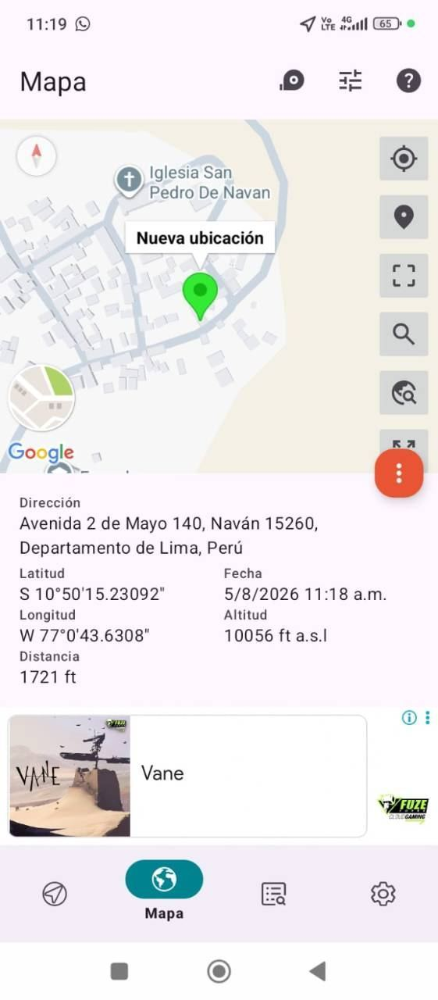 11:19
Vo
LTE
4G
65
Mapa
Iglesia San
Pedro De Navan
Nueva ubicación
Google
Dirección
Avenida 2 de Mayo 140, Naván 15260,
Departamento de Lima, Perú
Latitud
S 10°50'15.23092"
Fecha
5/8/2026 11:18 a.m.
Longitud
W 77°0'43.6308"
Altitud
10056 ft a.s.l
Distancia
1721 ft
FUZE
VANE
Vane
FUZE
CLOUD GAMING
Mapa